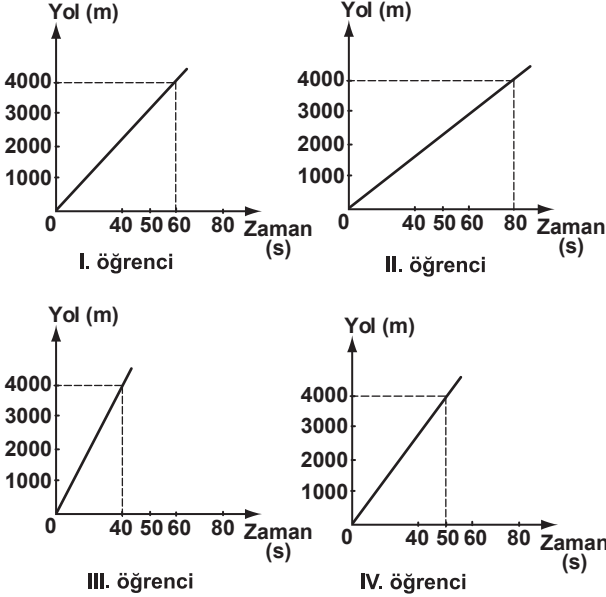 Yol (m)
4000
3000
2000
1000
0 40 50 60 80 Zaman
(s)
I. öğrenci
Yol (m)
4000
3000
2000
1000
0 40 50 60 80 Zaman
(s)
II. öğrenci
Yol (m)
4000
3000
2000
1000
0 40 50 60 80 Zaman
(s)
III. öğrenci
Yol (m)
4000
3000
2000
1000
0 40 50 60 80 Zaman
(s)
IV. öğrenci